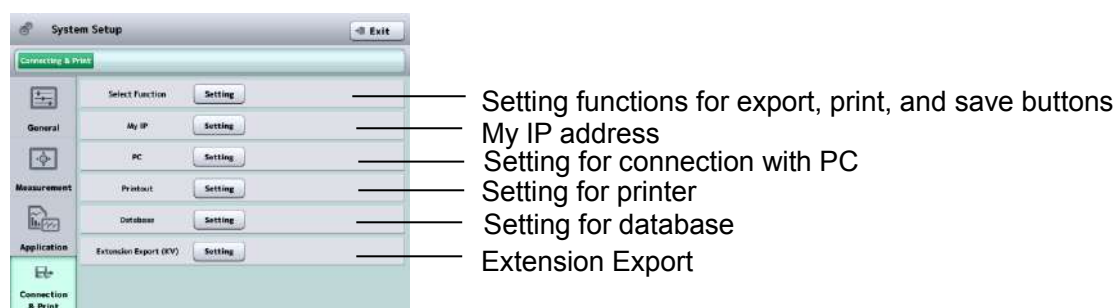 System Setup
Exit
Connecting & Print
Select Function Setting
Setting functions for export, print, and save buttons
General
My IP Setting
My IP address
PC Setting
Setting for connection with PC
Measurement
Printout Setting
Setting for printer
Database Setting
Setting for database
Application
Extension Export (KV) Setting
Extension Export
Connection
& Print